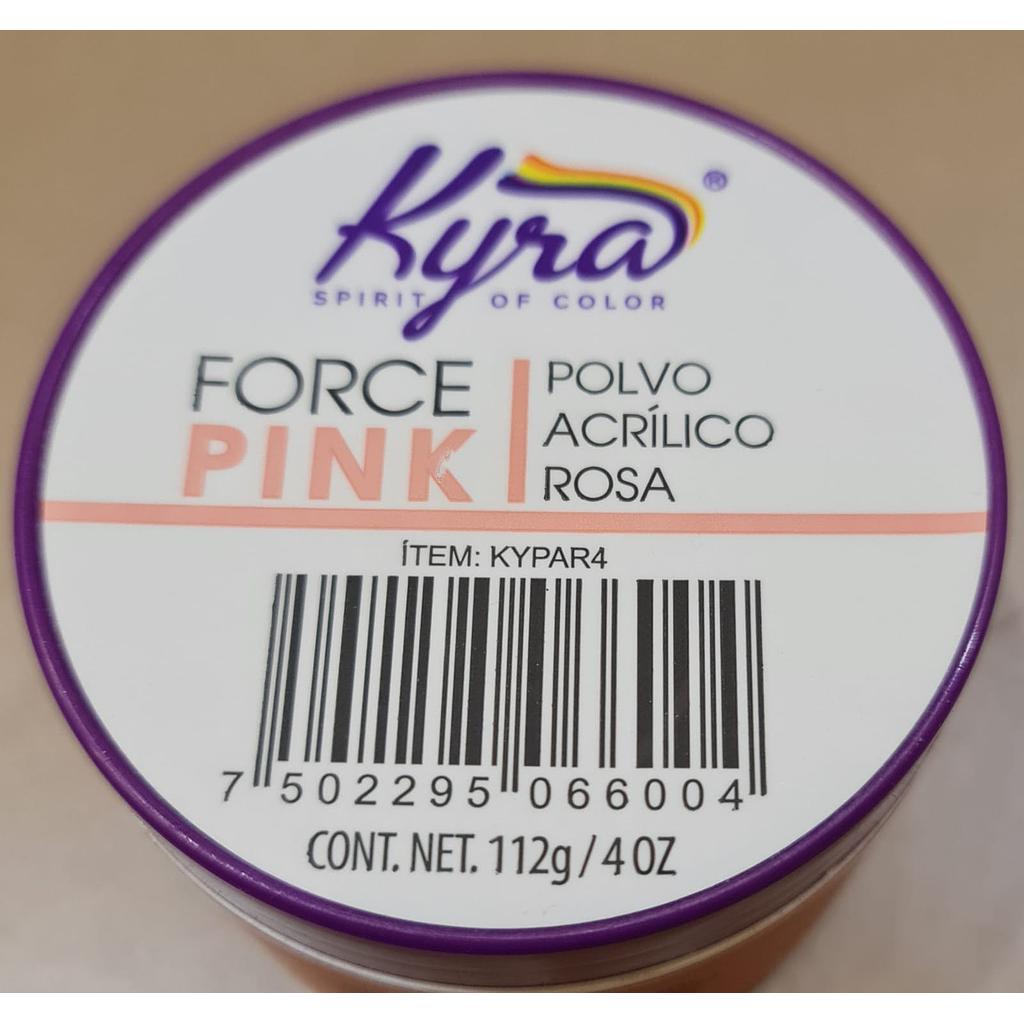 Kyra®
SPIRIT OF COLOR
FORCE
PINK
POLVO
ACRÍLICO
ROSA
ÍTEM: KYPAR4
7 502295 066004
CONT. NET. 112g / 4 OZ